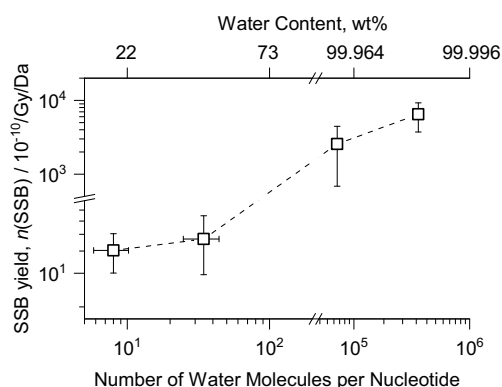 Water Content, wt%
22 73 99.964 99.996
SSB yield, n(SSB) / 10⁻¹⁰/Gy/Da
10⁴
10³
10¹
10¹ 10² 10⁵ 10⁶
Number of Water Molecules per Nucleotide